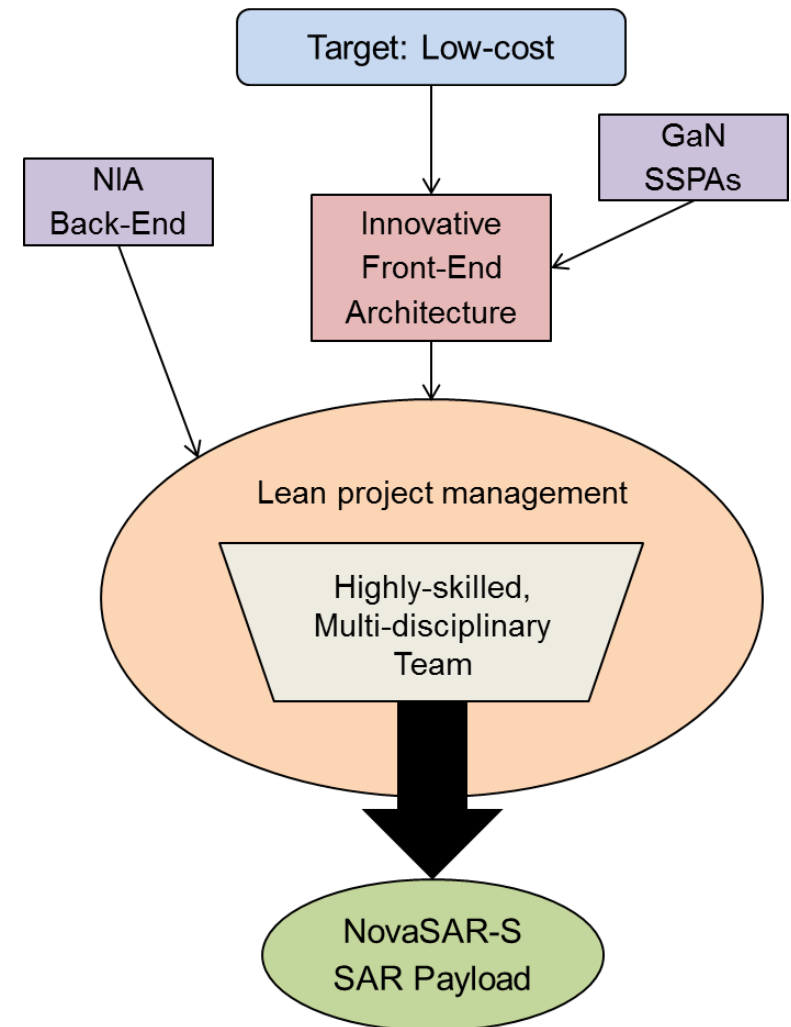 Target: Low-cost
GaN
SSPAs
NIA
Back-End
Innovative
Front-End
Architecture
Lean project management
Highly-skilled,
Multi-disciplinary
Team
NovaSAR-S
SAR Payload